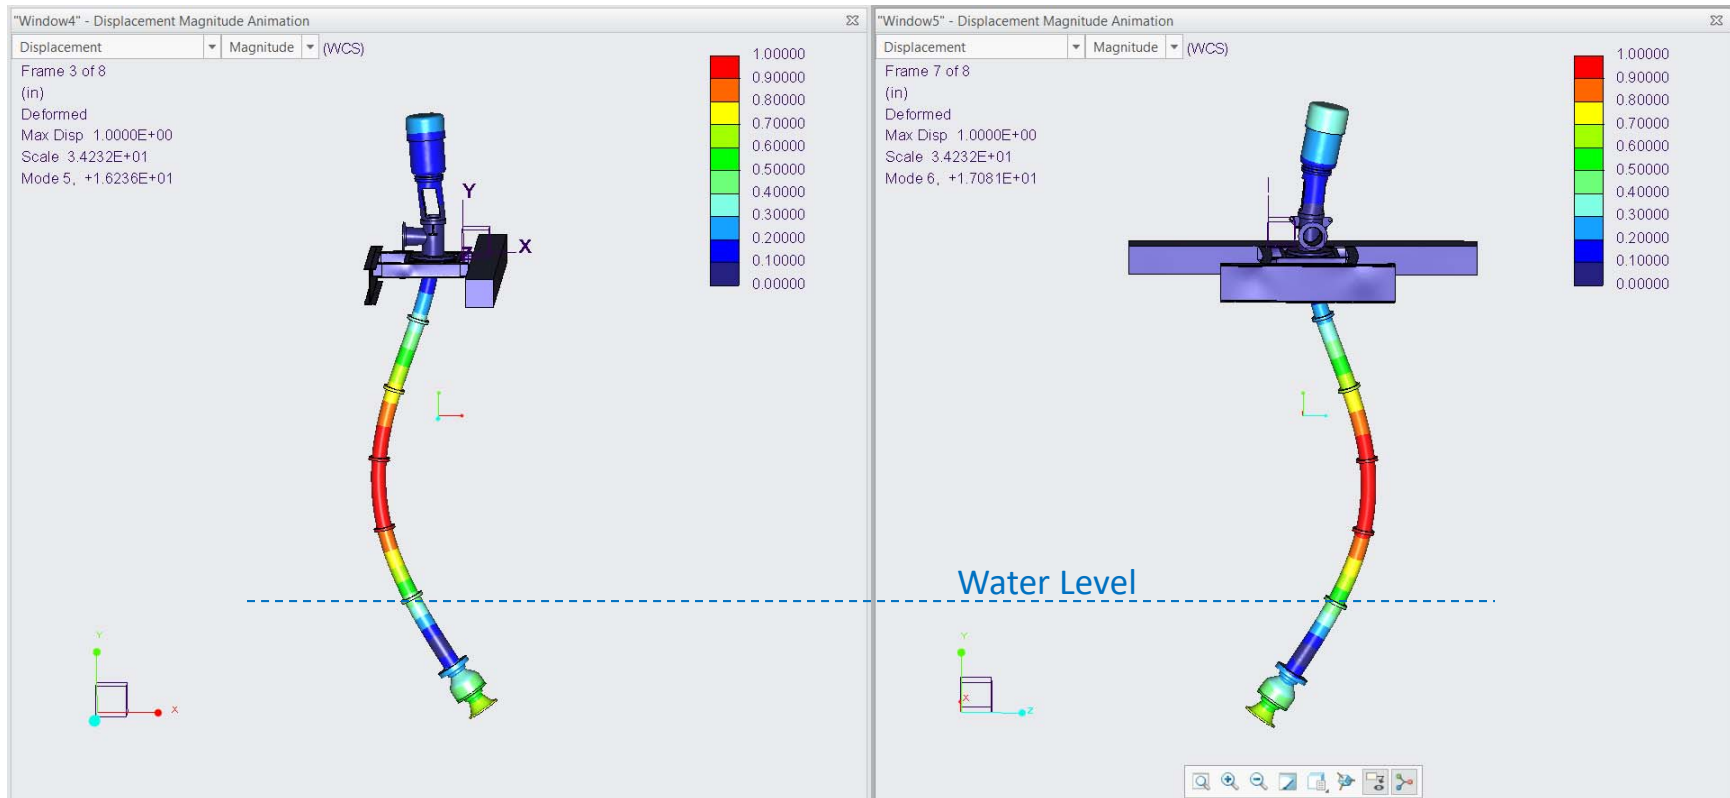 "Window4" - Displacement Magnitude Animation
Displacement Magnitude (WCS)
Frame 3 of 8
(in)
Deformed
Max Disp 1.0000E+00
Scale 3.4232E+01
Mode 5, +1.6236E+01
1.00000
0.90000
0.80000
0.70000
0.60000
0.50000
0.40000
0.30000
0.20000
0.10000
0.00000
Y
X
Y
X
"Window5" - Displacement Magnitude Animation
Displacement Magnitude (WCS)
Frame 7 of 8
(in)
Deformed
Max Disp 1.0000E+00
Scale 3.4232E+01
Mode 6, +1.7081E+01
1.00000
0.90000
0.80000
0.70000
0.60000
0.50000
0.40000
0.30000
0.20000
0.10000
0.00000
Water Level
Y
X
Z